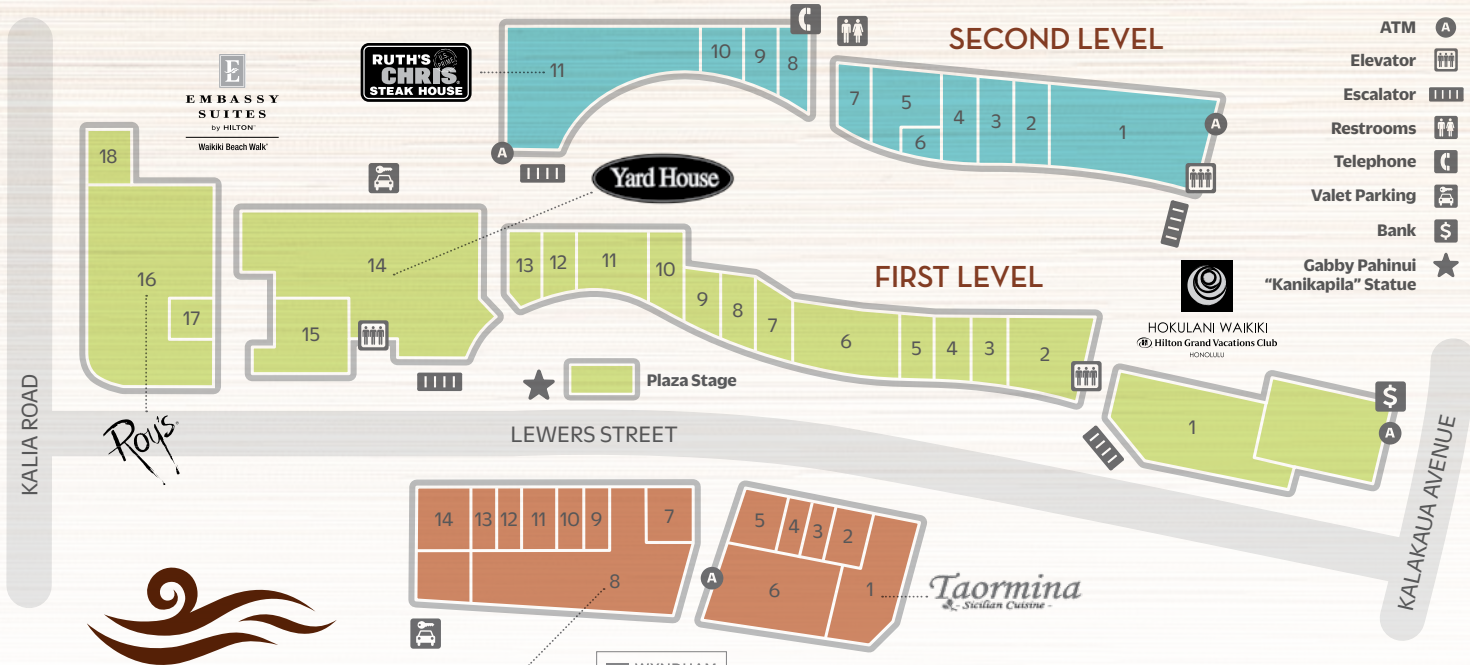 SECOND LEVEL
ATM
A
Elevator
Escalator
Restrooms
Telephone
Valet Parking
Bank
$
Gabby Pahinui
"Kanikapila" Statue
RUTH'S
U.S. PRIME
CHRIS
STEAK HOUSE
11
10
9
8
7
5
6
4
3
2
1
A
A
E
EMBASSY
SUITES
by HILTON™
Waikiki Beach Walk®
Yard House
FIRST LEVEL
18
16
17
14
15
13
12
11
10
9
8
7
6
5
4
3
2
1
$
A
HOKULANI WAIKIKI
Hilton Grand Vacations Club
HONOLULU
Plaza Stage
Roy's®
KALIA ROAD
LEWERS STREET
KALAKAUA AVENUE
14
13
12
11
10
9
7
8
5
4
3
2
6
1
A
Taormina
- Sicilian Cuisine -
WYNDHAM